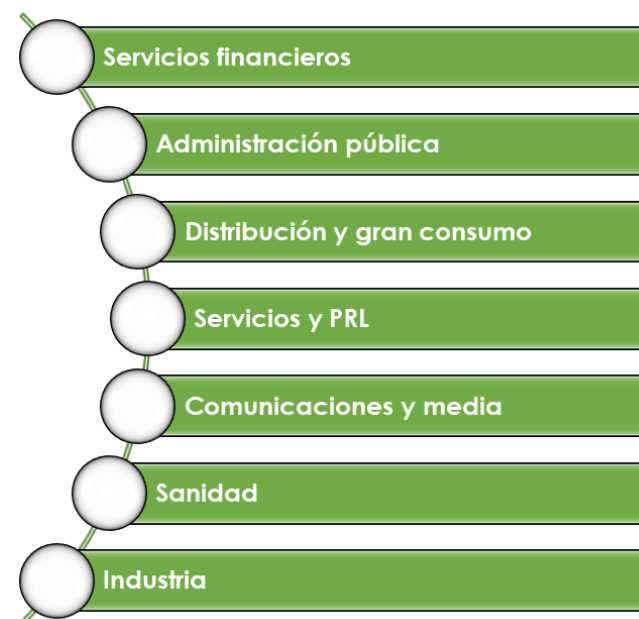 Servicios financieros
Administración pública
Distribución y gran consumo
Servicios y PRL
Comunicaciones y media
Sanidad
Industria